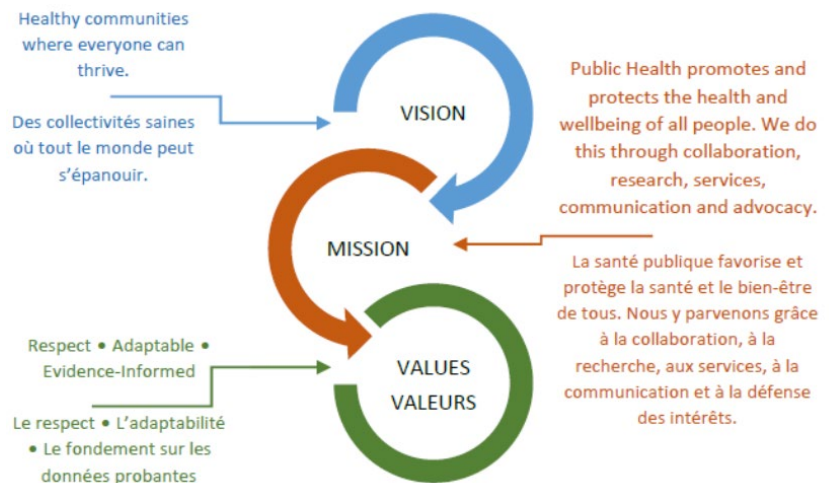 Healthy communities
where everyone can
thrive.
Des collectivités saines
où tout le monde peut
s'épanouir.
VISION
Public Health promotes and
protects the health and
wellbeing of all people. We do
this through collaboration,
research, services,
communication and advocacy.
MISSION
La santé publique favorise et
protège la santé et le bien-être
de tous. Nous y parvenons grâce
à la collaboration, à la
recherche, aux services, à la
communication et à la défense
des intérêts.
Respect • Adaptable •
Evidence-Informed
Le respect • L'adaptabilité
• Le fondement sur les
données probantes
VALUES
VALEURS